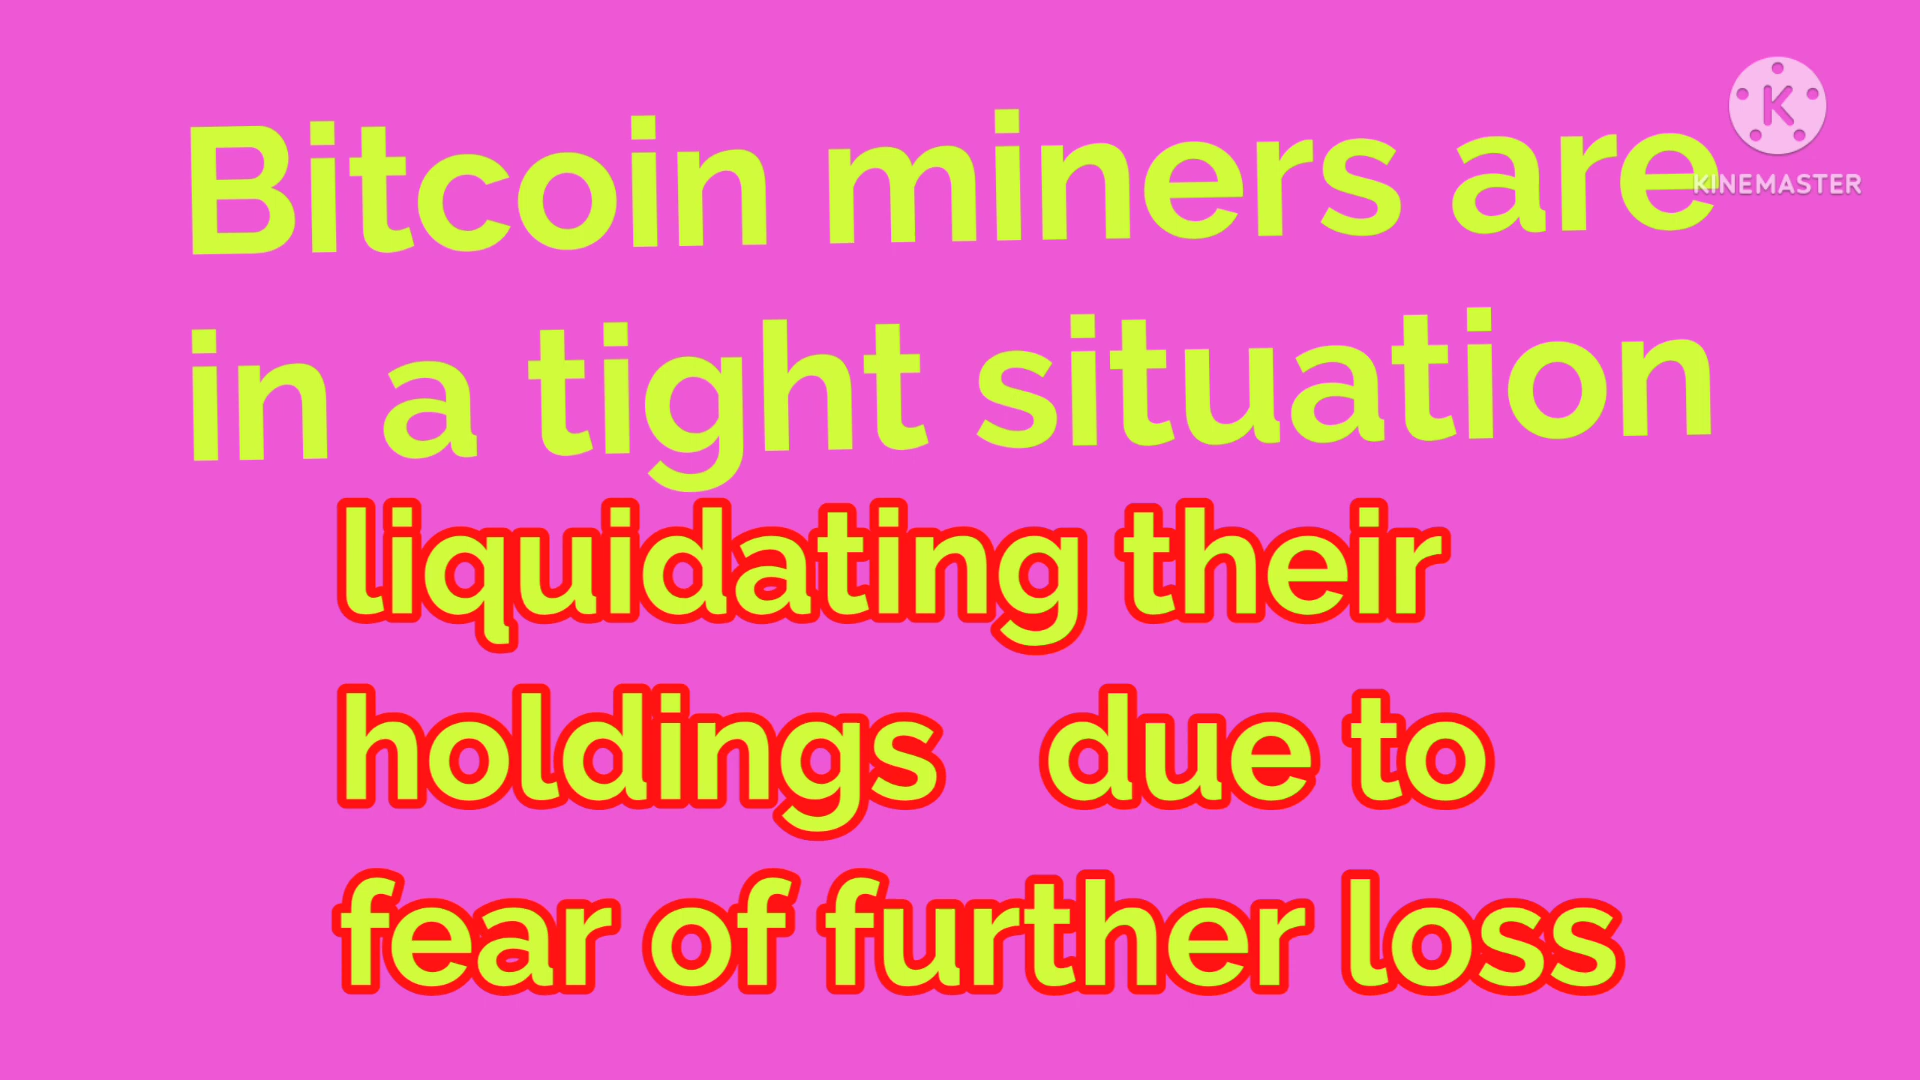 Bitcoin miners are
KINEMASTER
in a tight situation
liquidating their
holdings due to
fear of further loss